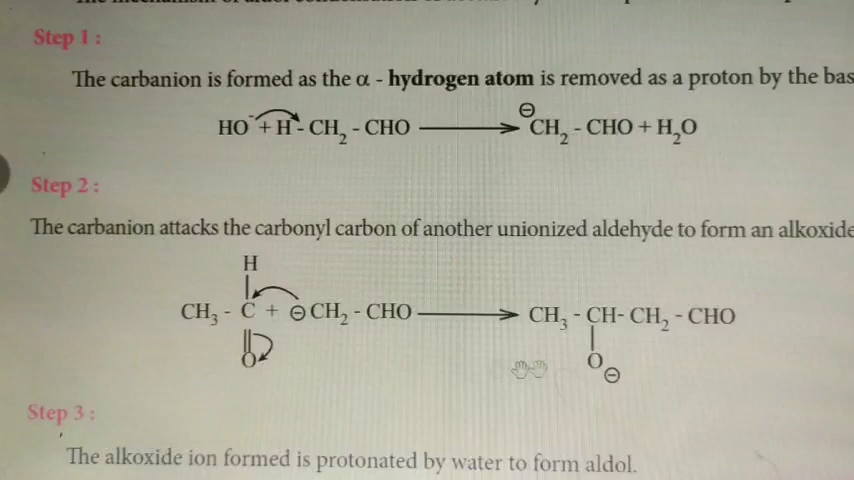 Step 1 :
The carbanion is formed as the α - hydrogen atom is removed as a proton by the bas
HO⁻ + H - CH₂ - CHO ⟶ ⊖CH₂ - CHO + H₂O
Step 2 :
The carbanion attacks the carbonyl carbon of another unionized aldehyde to form an alkoxide
H
CH₃ - C + ⊖CH₂ - CHO ⟶ CH₃ - CH- CH₂ - CHO
O
O⊖
Step 3 :
The alkoxide ion formed is protonated by water to form aldol.